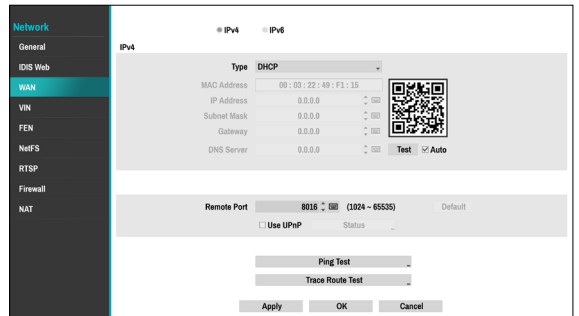 Network
General
IDIS Web
WAN
VIN
FEN
NetFS
RTSP
Firewall
NAT
IPv4 IPv6
IPv4
Type DHCP
MAC Address 00 : 03 : 22 : 49 : F1 : 15
IP Address 0.0.0.0
Subnet Mask 0.0.0.0
Gateway 0.0.0.0
DNS Server 0.0.0.0 Test Auto
Remote Port 8016 (1024 ~ 65535) Default
Use UPnP Status
Ping Test
Trace Route Test
Apply OK Cancel